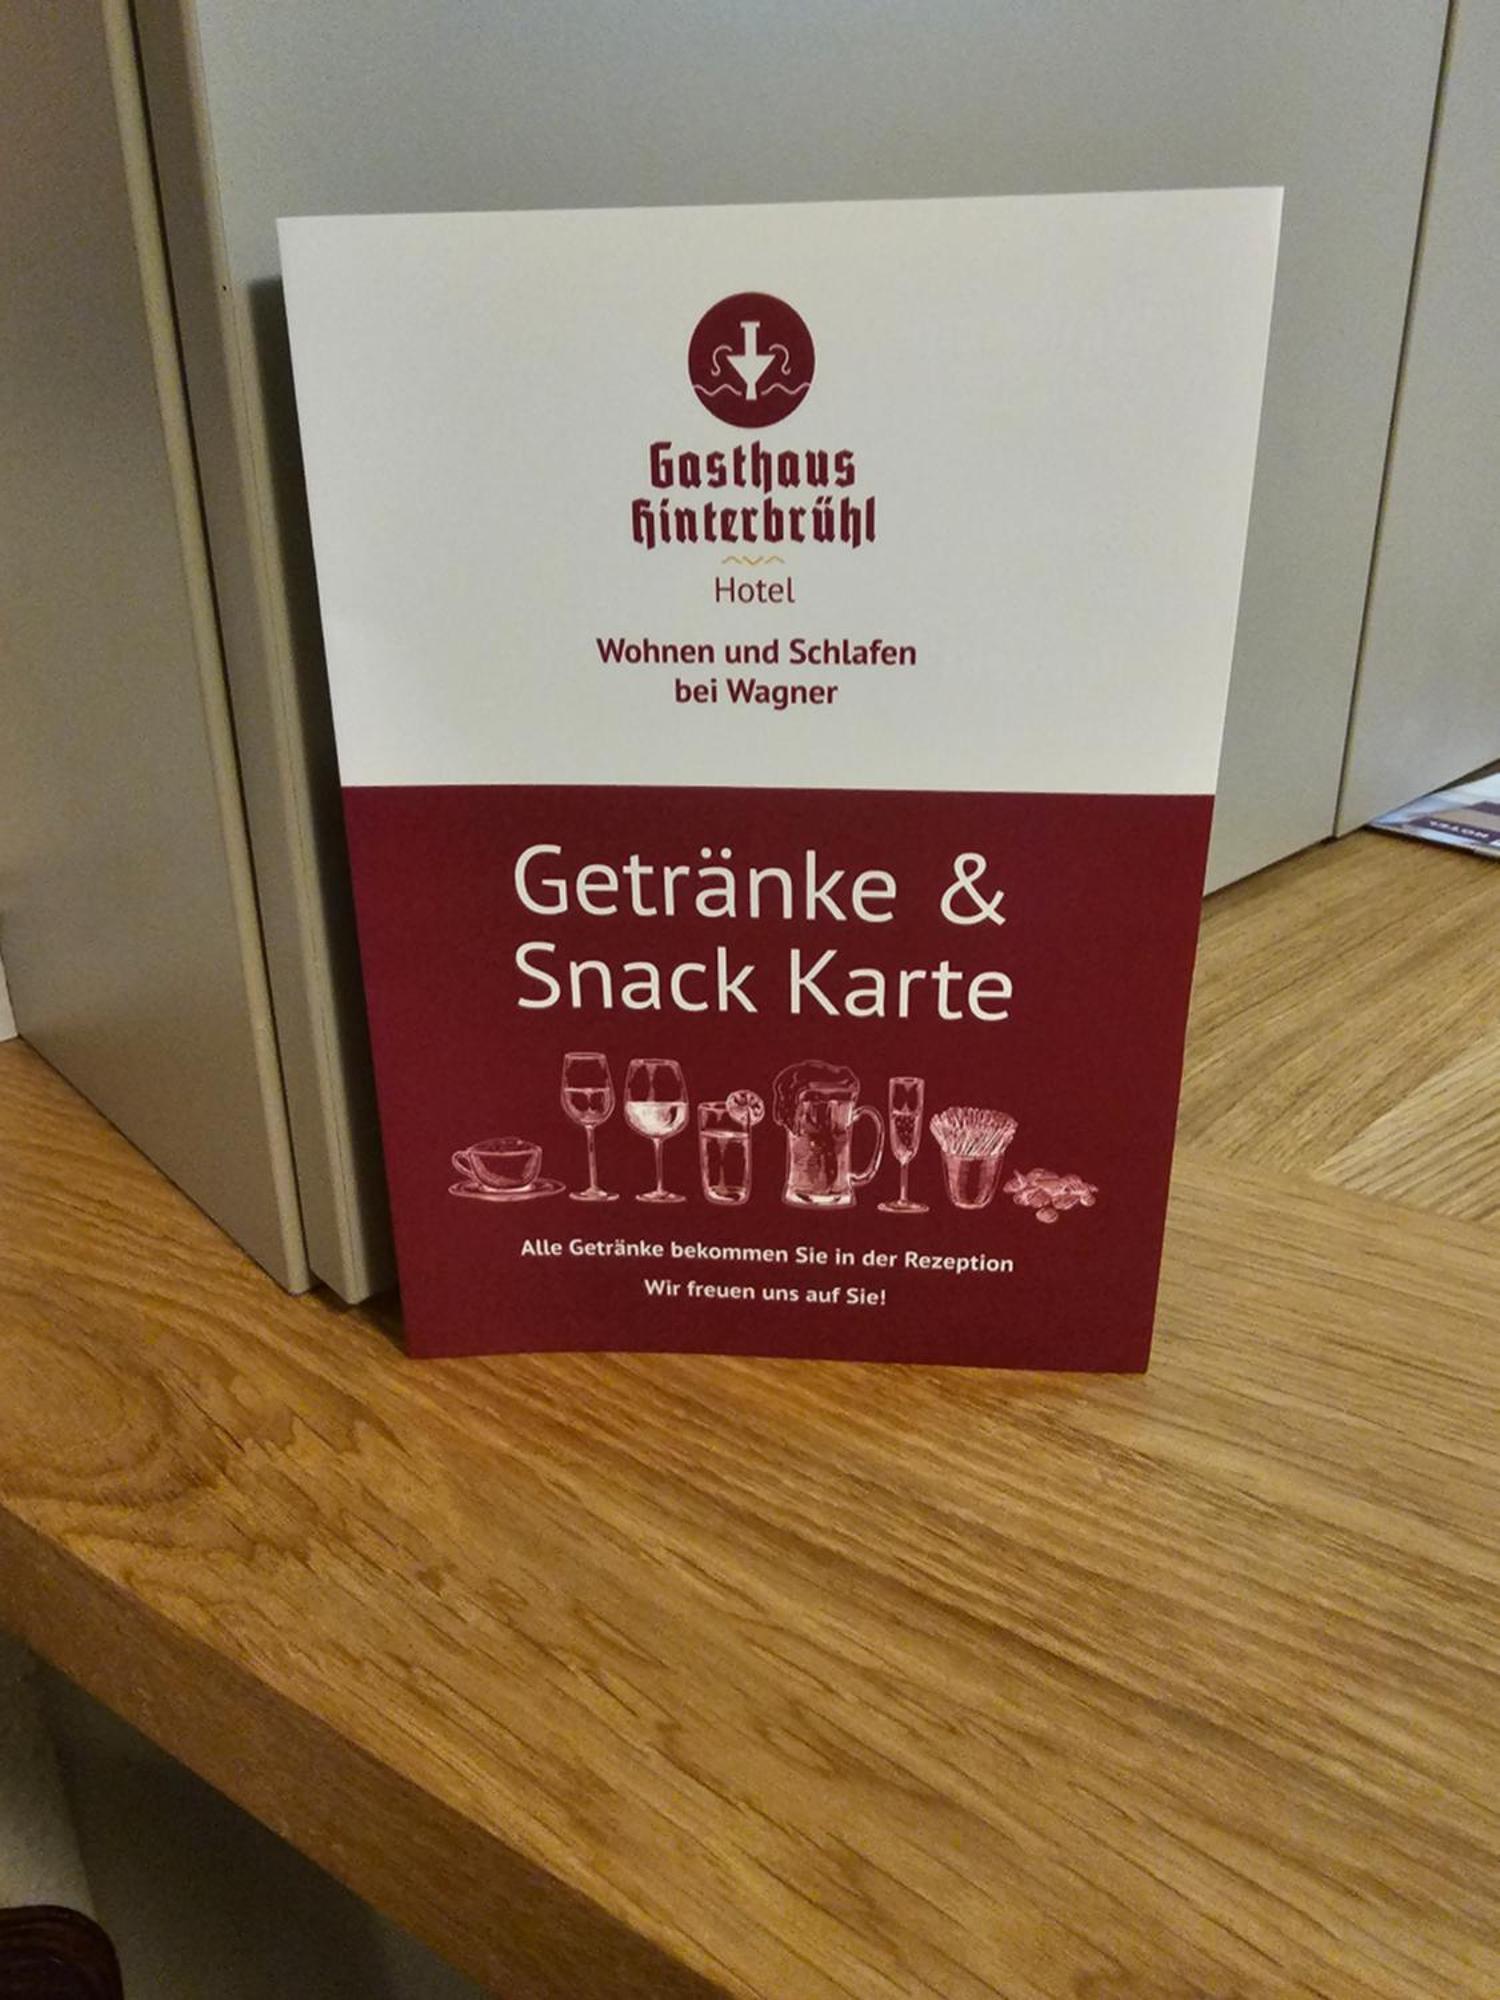 Gasthaus
Hinterbrühl
Hotel
Wohnen und Schlafen
bei Wagner
Getränke &
Snack Karte
Alle Getränke bekommen Sie in der Rezeption
Wir freuen uns auf Sie!
HOTEL